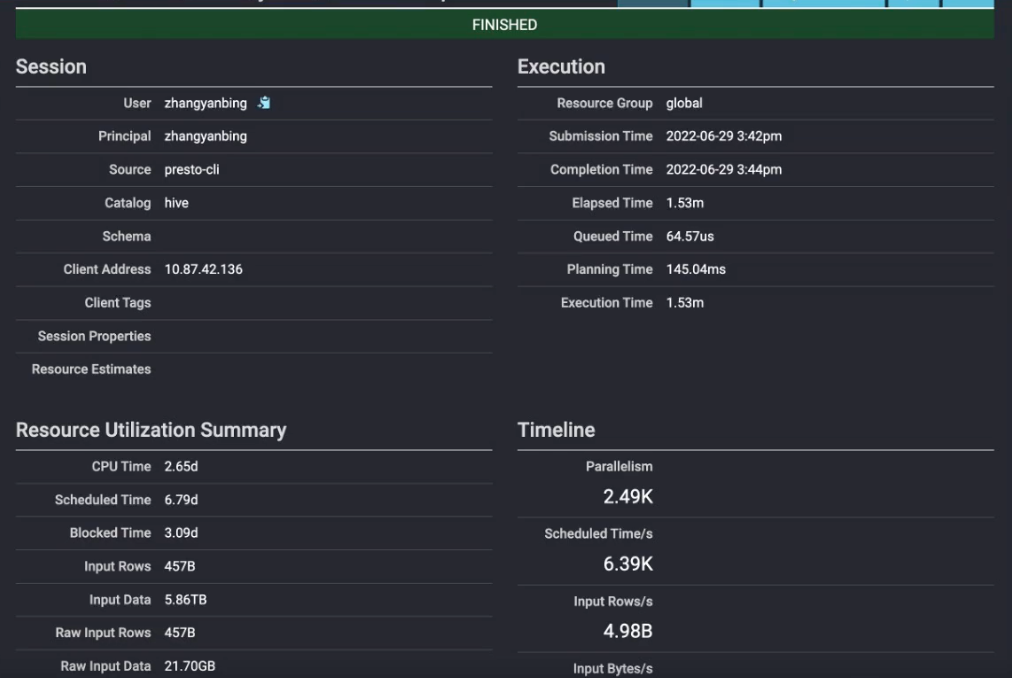 FINISHED
Session
User zhangyanbing
Principal zhangyanbing
Source presto-cli
Catalog hive
Schema
Client Address 10.87.42.136
Client Tags
Session Properties
Resource Estimates
Execution
Resource Group global
Submission Time 2022-06-29 3:42pm
Completion Time 2022-06-29 3:44pm
Elapsed Time 1.53m
Queued Time 64.57us
Planning Time 145.04ms
Execution Time 1.53m
Resource Utilization Summary
CPU Time 2.65d
Scheduled Time 6.79d
Blocked Time 3.09d
Input Rows 457B
Input Data 5.86TB
Raw Input Rows 457B
Raw Input Data 21.70GB
Timeline
Parallelism
2.49K
Scheduled Time/s
6.39K
Input Rows/s
4.98B
Input Bytes/s